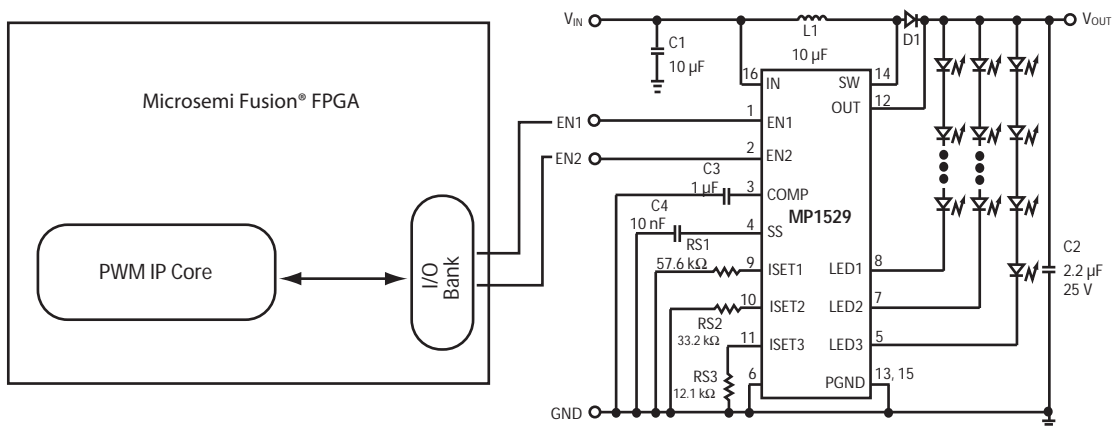 Microsemi Fusion® FPGA
PWM IP Core
I/O
Bank
VIN
C1
10 µF
L1
10 µF
D1
VOUT
16
IN
SW
14
OUT
12
EN1
1
EN1
EN2
2
EN2
C3
1 µF
3
COMP
MP1529
C4
10 nF
4
SS
RS1
57.6 kΩ
9
ISET1
LED1
8
10
ISET2
LED2
7
RS2
33.2 kΩ
11
ISET3
LED3
5
RS3
12.1 kΩ
6
PGND
13, 15
C2
2.2 µF
25 V
GND